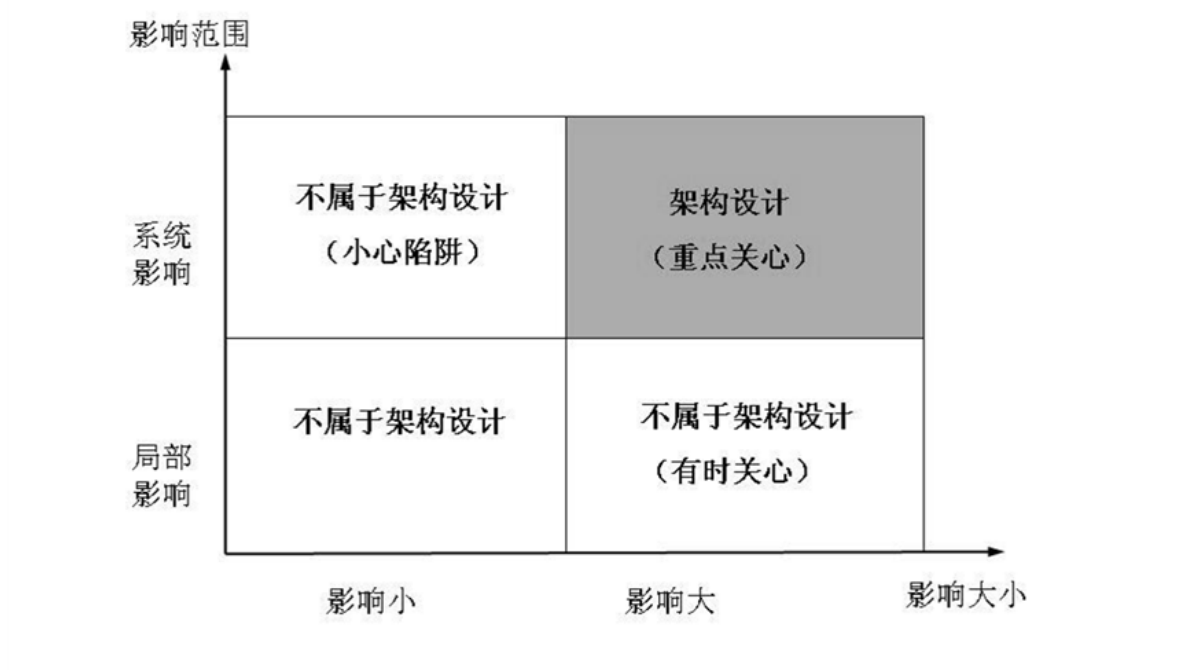 影响范围
不属于架构设计
（小心陷阱）
架构设计
（重点关心）
系统
影响
不属于架构设计
不属于架构设计
（有时关心）
局部
影响
影响小
影响大
影响大小